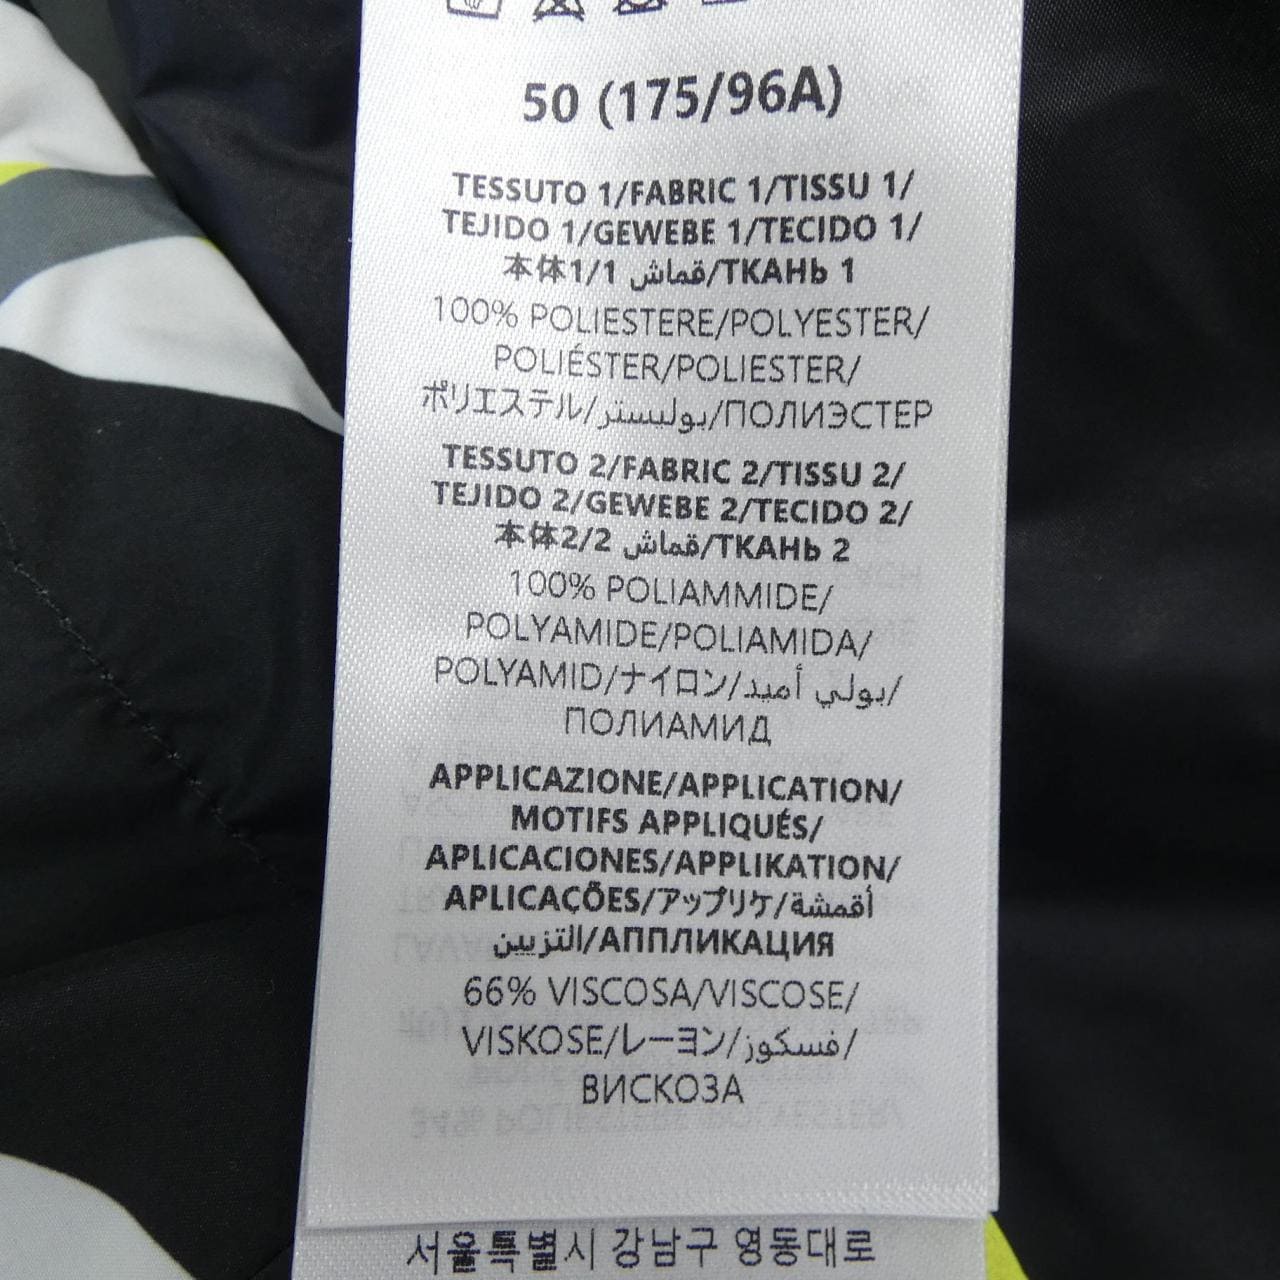 50 (175/96A)
TESSUTO 1/FABRIC 1/TISSU 1/
TEJIDO 1/GEWEBE 1/TECIDO 1/
本体1/1 قماش/ТКАНЬ 1
100% POLIESTERE/POLYESTER/
POLIÉSTER/POLIESTER/
ポリエステル/بوليستر/ПОЛИЭСТЕР
TESSUTO 2/FABRIC 2/TISSU 2/
TEJIDO 2/GEWEBE 2/TECIDO 2/
本体2/2 قماش/ТКАНЬ 2
100% POLIAMMIDE/
POLYAMIDE/POLIAMIDA/
POLYAMID/ナイロン/بولي أميد/
ПОЛИАМИД
APPLICAZIONE/APPLICATION/
MOTIFS APPLIQUÉS/
APLICACIONES/APPLIKATION/
APLICAÇÕES/アップリケ/أقمشة
التزيين/АППЛИКАЦИЯ
66% VISCOSA/VISCOSE/
VISKOSE/レーヨン/فسكوز/
ВИСКОЗА
34% POLIESTERE/POLYESTER/
서울특별시 강남구 영동대로